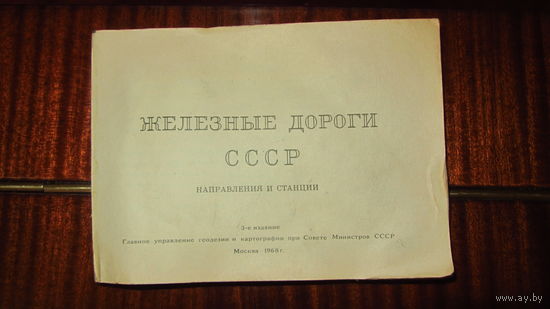 ЖЕЛЕЗНЫЕ ДОРОГИ
СССР
НАПРАВЛЕНИЯ И СТАНЦИИ
3-е издание
Главное управление геодезии и картографии при Совете Министров СССР
Москва 1968 г.
www.ay.by